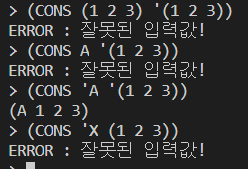 > (CONS (1 2 3) '(1 2 3))
ERROR : 잘못된 입력값!
> (CONS A '(1 2 3))
ERROR : 잘못된 입력값!
> (CONS 'A '(1 2 3))
(A 1 2 3)
> (CONS 'X (1 2 3))
ERROR : 잘못된 입력값!
>